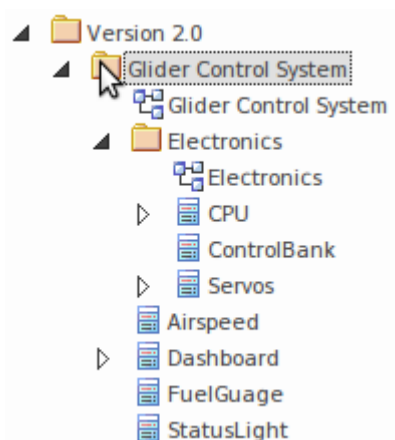 Version 2.0
Glider Control System
Glider Control System
Electronics
Electronics
CPU
ControlBank
Servos
Airspeed
Dashboard
FuelGuage
StatusLight